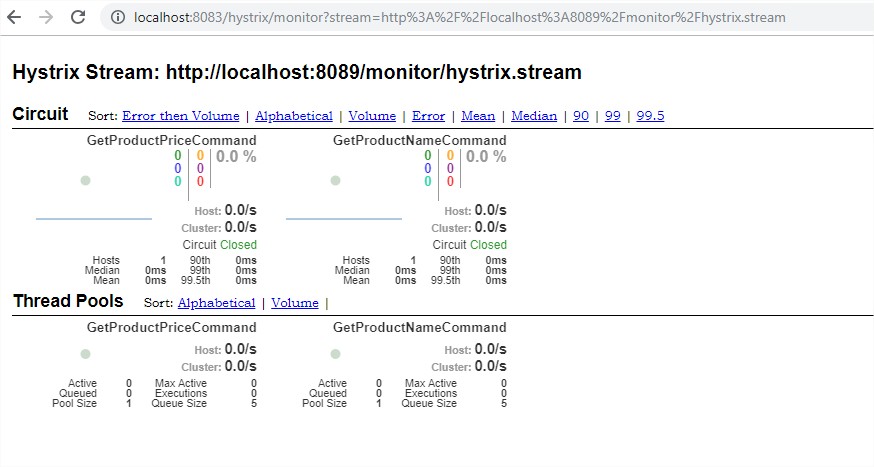 localhost:8083/hystrix/monitor?stream=http%3A%2F%2Flocalhost%3A8089%2Fmonitor%2Fhystrix.stream
Hystrix Stream: http://localhost:8089/monitor/hystrix.stream
Circuit Sort: Error then Volume | Alphabetical | Volume | Error | Mean | Median | 90 | 99 | 99.5
GetProductPriceCommand GetProductNameCommand
0 0 0.0 % 0 0 0.0 %
0 0 0 0
0 0 0 0
Host: 0.0/s Host: 0.0/s
Cluster: 0.0/s Cluster: 0.0/s
Circuit Closed Circuit Closed
Hosts 1 90th 0ms Hosts 1 90th 0ms
Median 0ms 99th 0ms Median 0ms 99th 0ms
Mean 0ms 99.5th 0ms Mean 0ms 99.5th 0ms
Thread Pools Sort: Alphabetical | Volume |
GetProductPriceCommand GetProductNameCommand
Host: 0.0/s Host: 0.0/s
Cluster: 0.0/s Cluster: 0.0/s
Active 0 Max Active 0 Active 0 Max Active 0
Queued 0 Executions 0 Queued 0 Executions 0
Pool Size 1 Queue Size 5 Pool Size 1 Queue Size 5